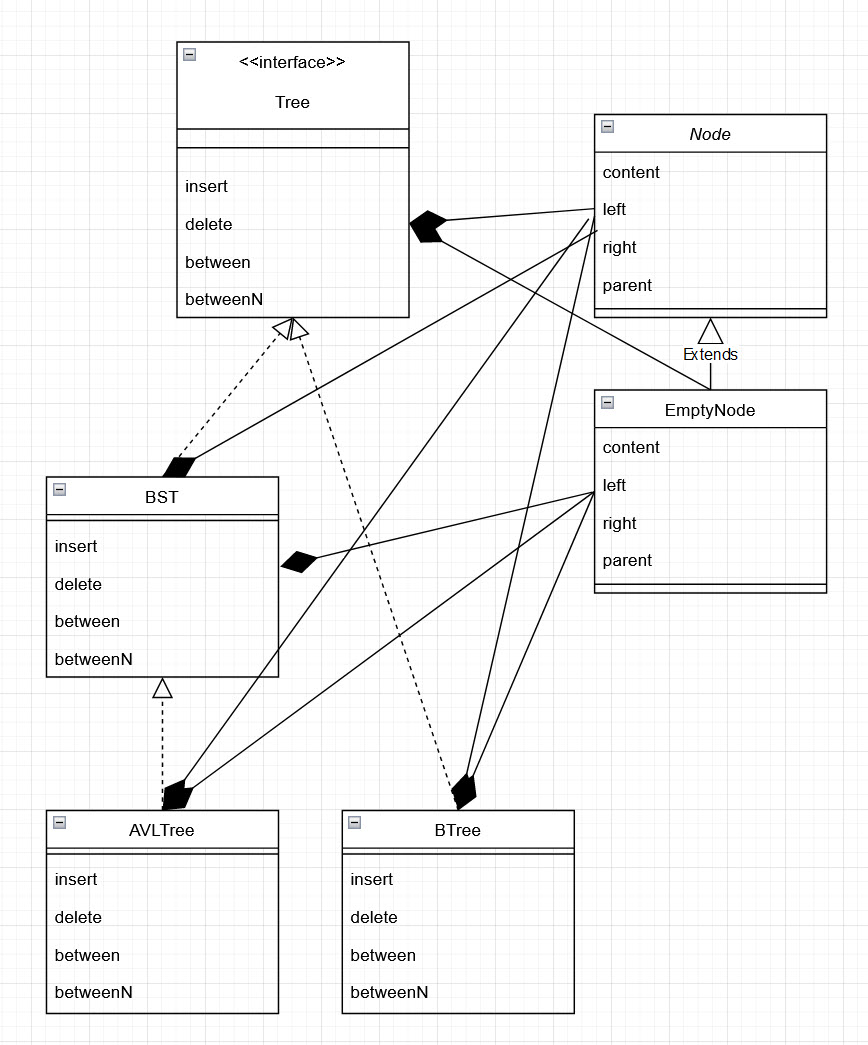 <<interface>>
Tree
insert
delete
between
betweenN
Node
content
left
right
parent
Extends
EmptyNode
content
left
right
parent
BST
insert
delete
between
betweenN
AVLTree
insert
delete
between
betweenN
BTree
insert
delete
between
betweenN